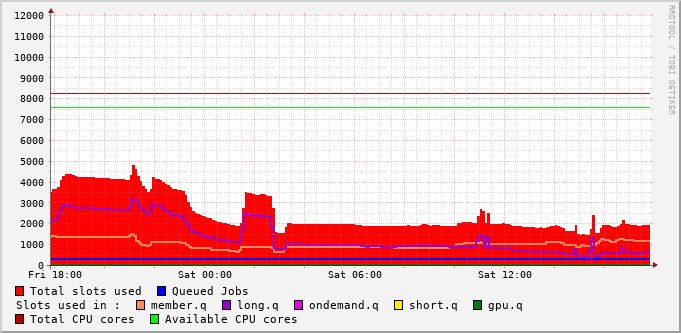 12000
11000
10000
9000
8000
7000
6000
5000
4000
3000
2000
1000
0
Fri 18:00 Sat 00:00 Sat 06:00 Sat 12:00
RRDTOOL / TOBI OETIKER
Total slots used Queued Jobs
Slots used in : member.q long.q ondemand.q short.q gpu.q
Total CPU cores Available CPU cores